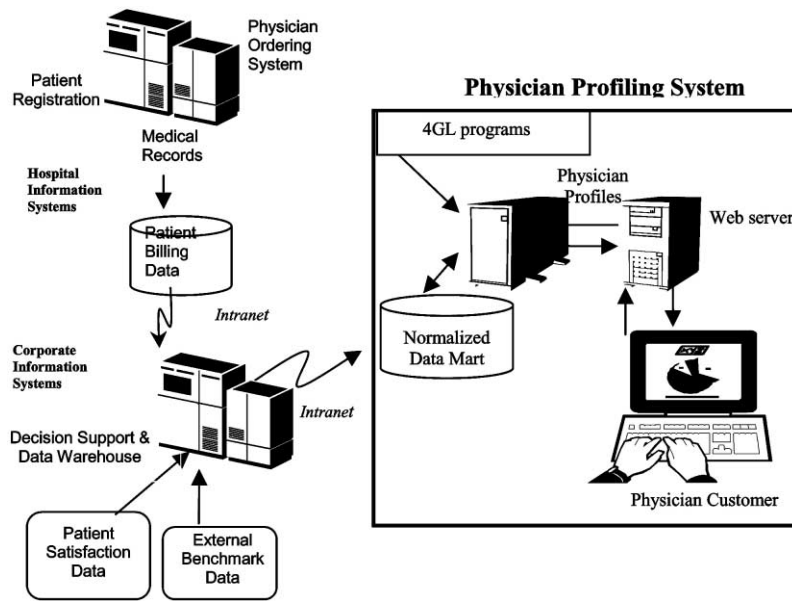 Physician
Ordering
System
Patient
Registration
Medical
Records
Hospital
Information
Systems
Patient
Billing
Data
Intranet
Corporate
Information
Systems
Intranet
Decision Support &
Data Warehouse
Patient
Satisfaction
Data
External
Benchmark
Data
Physician Profiling System
4GL programs
Physician
Profiles
Web server
Normalized
Data Mart
Physician Customer